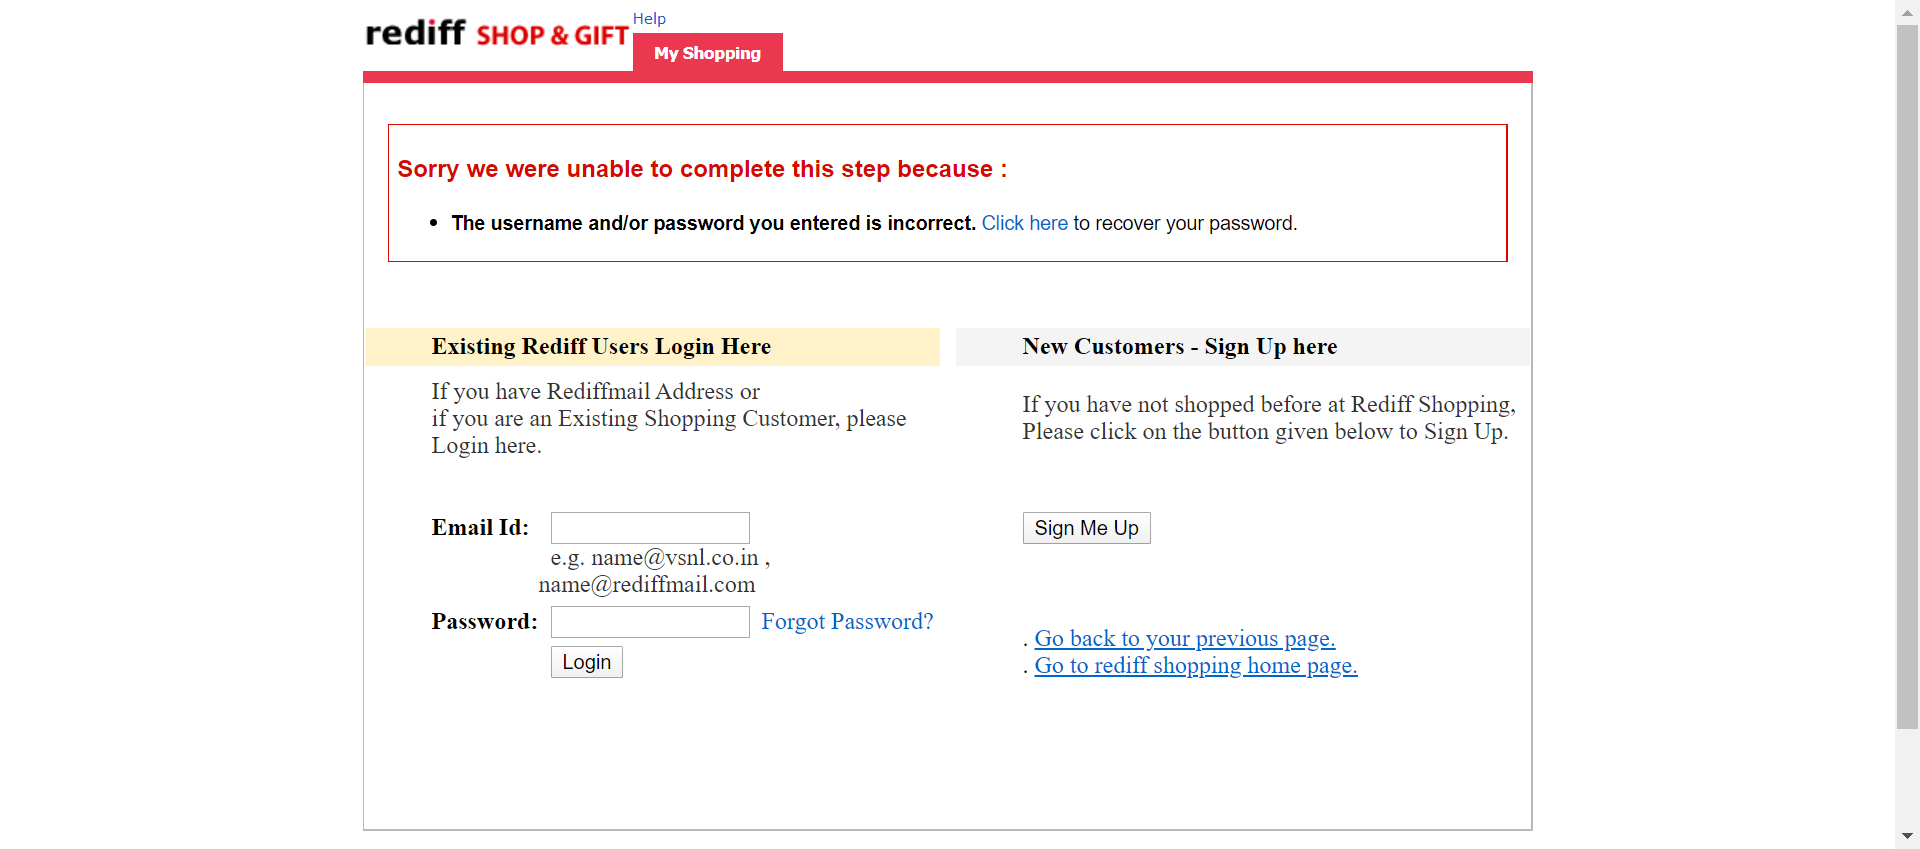 Help
rediff SHOP & GIFT
My Shopping
Sorry we were unable to complete this step because :
• The username and/or password you entered is incorrect. Click here to recover your password.
Existing Rediff Users Login Here
If you have Rediffmail Address or
if you are an Existing Shopping Customer, please
Login here.
Email Id:
e.g. name@vsnl.co.in ,
name@rediffmail.com
Password: Forgot Password?
Login
New Customers - Sign Up here
If you have not shopped before at Rediff Shopping,
Please click on the button given below to Sign Up.
Sign Me Up
. Go back to your previous page.
. Go to rediff shopping home page.